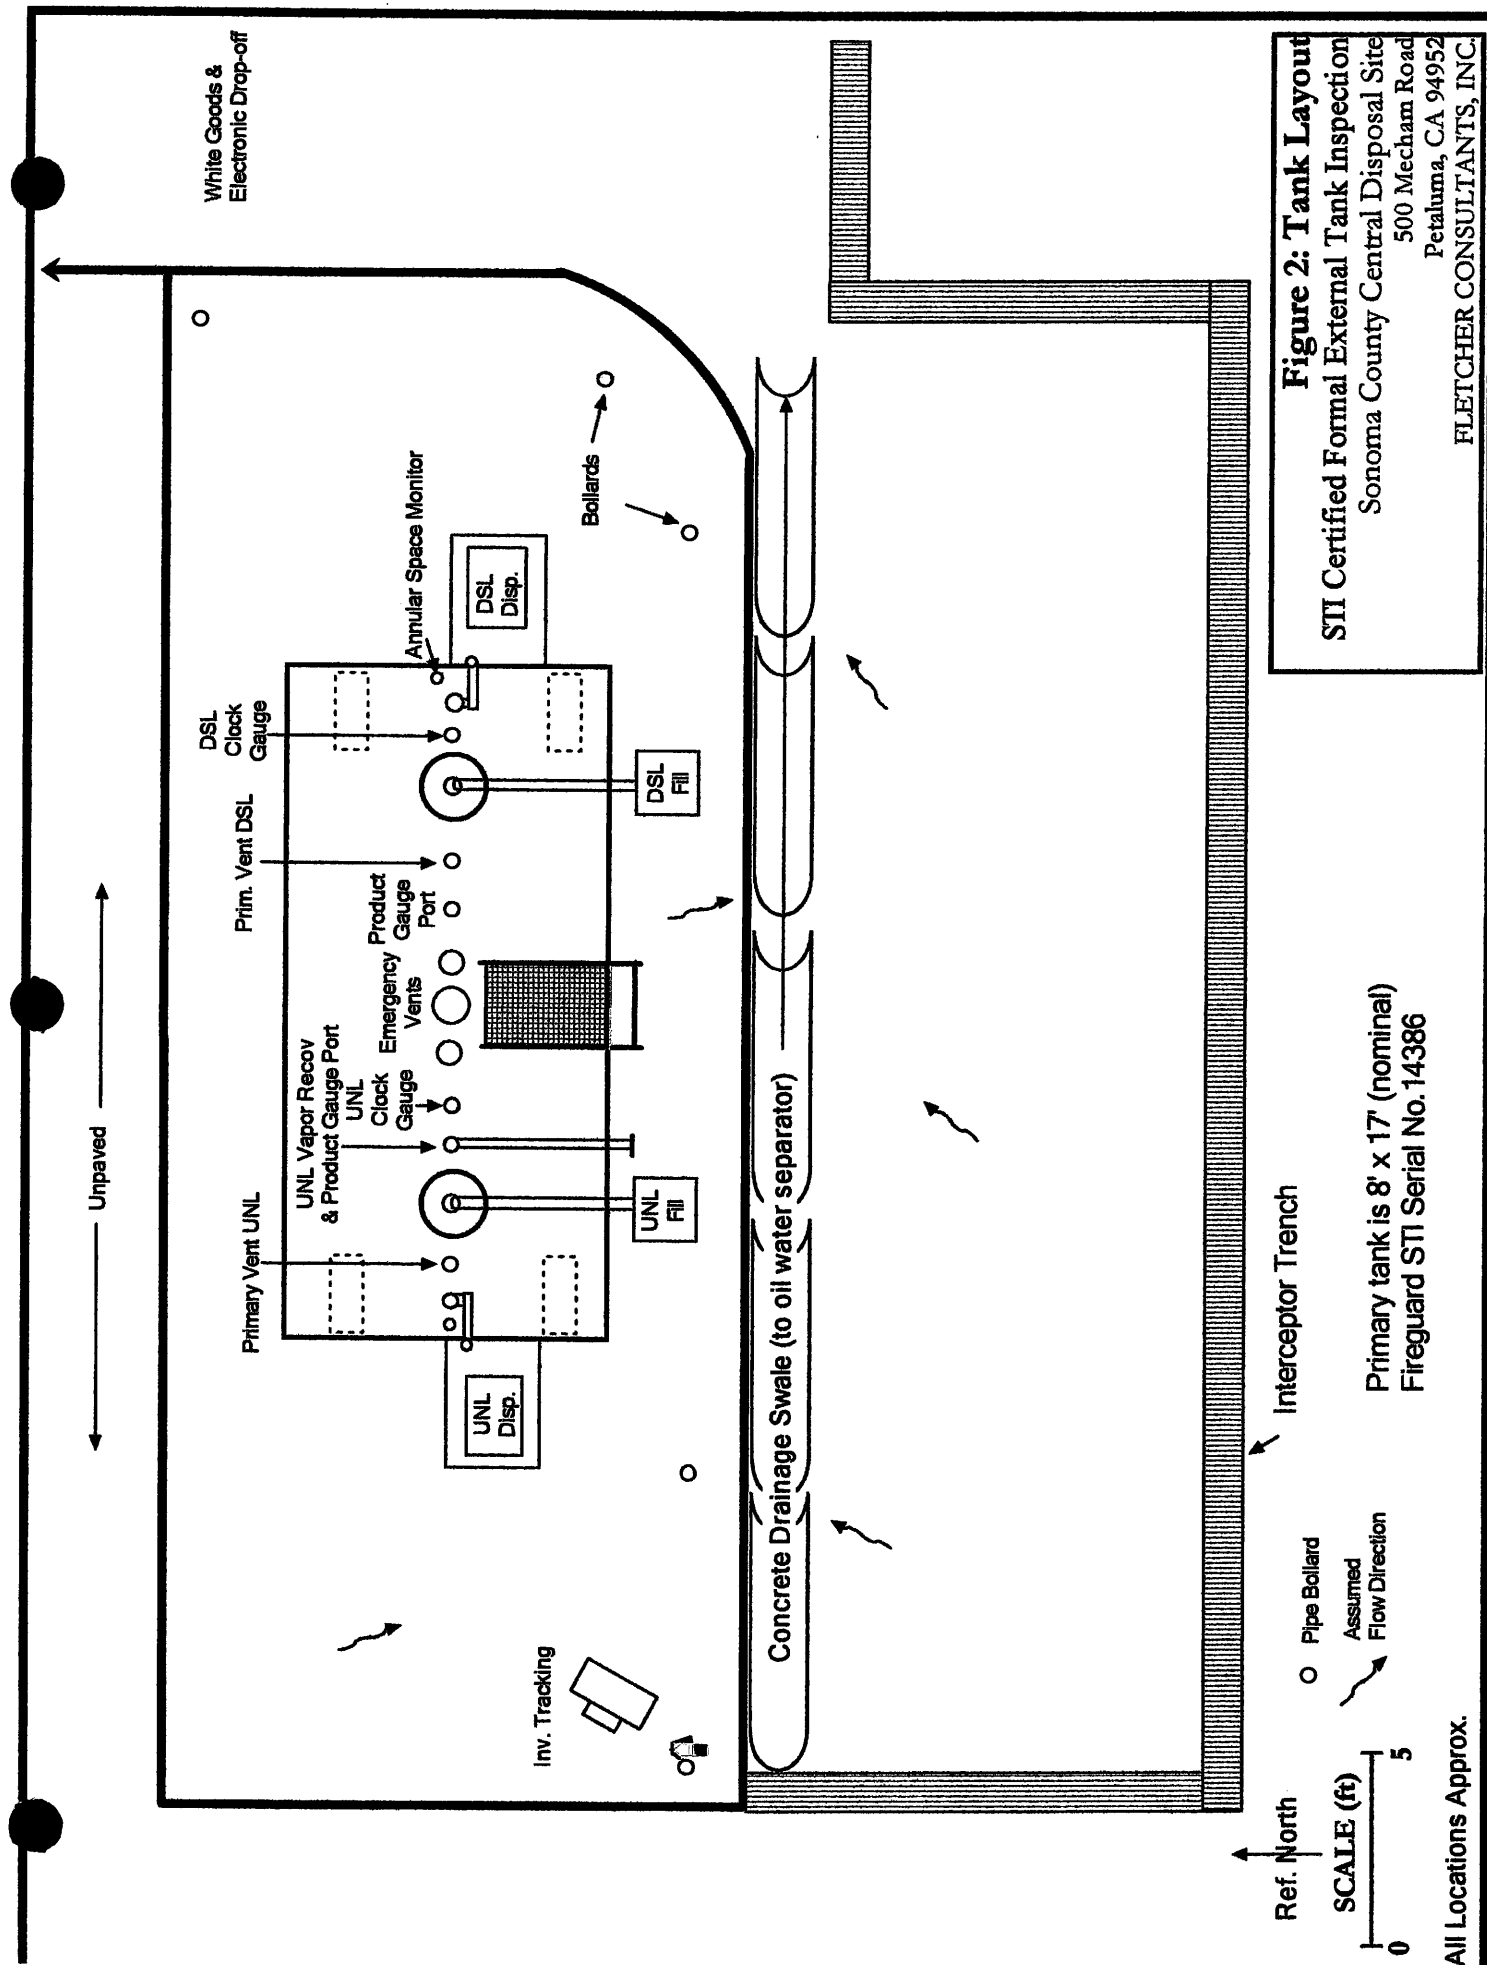 Unpaved
White Goods &
Electronic Drop-off
Primary Vent UNL
UNL Vapor Recov
& Product Gauge Port
UNL
Clock
Gauge
Emergency
Vents
Product
Gauge
Port
Prim. Vent DSL
DSL
Clock
Gauge
Annular Space Monitor
UNL
Disp.
DSL
Disp.
UNL
Fill
DSL
Fill
Bollards
Inv. Tracking
Concrete Drainage Swale (to oil water separator)
Interceptor Trench
Ref. North
SCALE (ft)
0 5
Pipe Bollard
Assumed
Flow Direction
Primary tank is 8' x 17' (nominal)
Fireguard STI Serial No. 14386
All Locations Approx.
Figure 2: Tank Layout
STI Certified Formal External Tank Inspection
Sonoma County Central Disposal Site
500 Mecham Road
Petaluma, CA 94952
FLETCHER CONSULTANTS, INC.